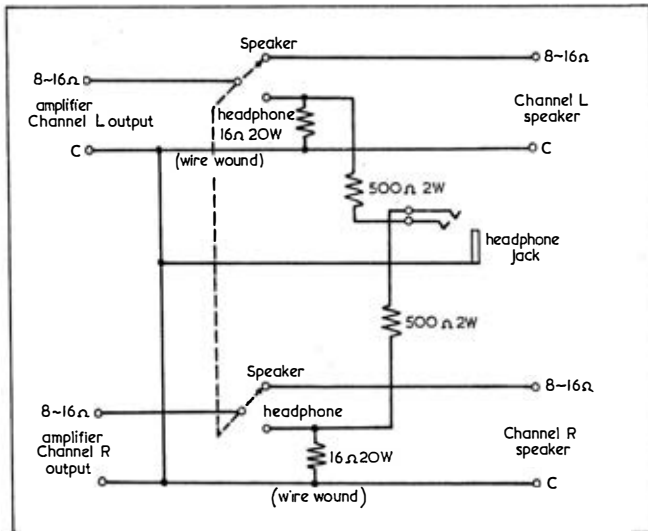 Speaker
8~16Ω
8~16Ω
amplifier
Channel L output
headphone
16Ω 20W
Channel L
speaker
C
(wire wound)
C
500Ω 2W
headphone
jack
500Ω 2W
Speaker
8~16Ω
8~16Ω
headphone
amplifier
Channel R
output
Channel R
speaker
16Ω 20W
C
(wire wound)
C